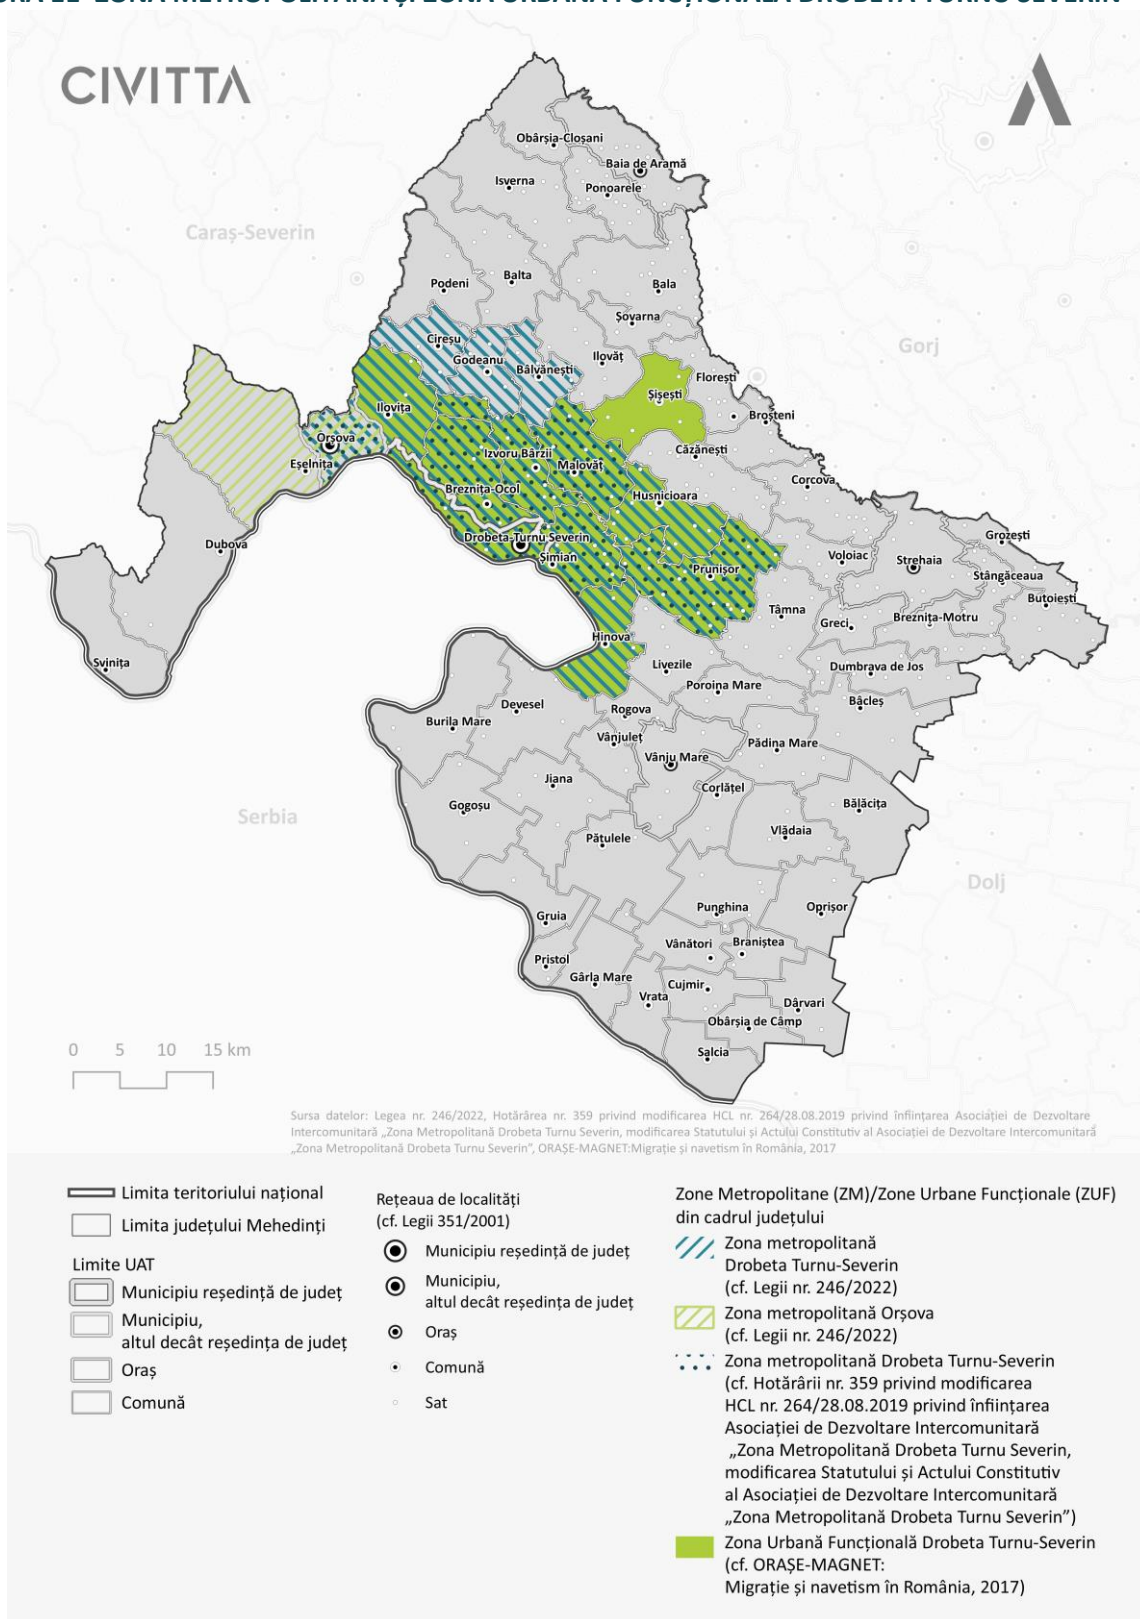 ZONA METROPOLITANĂ ȘI ZONA URBANĂ FUNCȚIONALĂ DROBETA TURNU SEVERIN
CIVITTA
Obârșia-Cloșani
Baia de Aramă
Isverna
Ponoarele
Caraș-Severin
Podeni
Balta
Bala
Șovarna
Cireșu
Godeanu
Bâlvănești
Ilovăț
Gorj
Șișești
Florești
Broșteni
Ilovița
Orșova
Eșelnița
Izvoru Bârzii
Malovăț
Căzănești
Corcova
Breznița-Ocol
Husnicioara
Drobeta-Turnu Severin
Șimian
Dubova
Grozești
Voloiac
Strehaia
Stângăceaua
Prunișor
Butoiești
Tâmna
Greci
Breznița-Motru
Hinova
Svinița
Livezile
Dumbrava de Jos
Poroina Mare
Bâcleș
Devesel
Rogova
Burila Mare
Vânjuleț
Pădina Mare
Vânju Mare
Jiana
Corlățel
Gogoșu
Bălăcița
Serbia
Vlădaia
Pătulele
Dolj
Punghina
Oprișor
Gruia
Vânători
Braniștea
Pristol
Gârla Mare
Cujmir
Vrata
Dârvari
Obârșia de Câmp
Salcia
0 5 10 15 km
Sursa datelor: Legea nr. 246/2022, Hotărârea nr. 359 privind modificarea HCL nr. 264/28.08.2019 privind înființarea Asociației de Dezvoltare
Intercomunitară „Zona Metropolitană Drobeta Turnu Severin, modificarea Statutului și Actului Constitutiv al Asociației de Dezvoltare Intercomunitară
„Zona Metropolitană Drobeta Turnu Severin”, ORAȘE-MAGNET:Migrație și navetism în România, 2017
Limita teritoriului național
Limita județului Mehedinți
Limite UAT
Municipiu reședință de județ
Municipiu,
altul decât reședința de județ
Oraș
Comună
Rețeaua de localități
(cf. Legii 351/2001)
Municipiu reședință de județ
Municipiu,
altul decât reședința de județ
Oraș
Comună
Sat
Zone Metropolitane (ZM)/Zone Urbane Funcționale (ZUF)
din cadrul județului
Zona metropolitană
Drobeta Turnu-Severin
(cf. Legii nr. 246/2022)
Zona metropolitană Orșova
(cf. Legii nr. 246/2022)
Zona metropolitană Drobeta Turnu-Severin
(cf. Hotărârii nr. 359 privind modificarea
HCL nr. 264/28.08.2019 privind înființarea
Asociației de Dezvoltare Intercomunitară
„Zona Metropolitană Drobeta Turnu Severin,
modificarea Statutului și Actului Constitutiv
al Asociației de Dezvoltare Intercomunitară
„Zona Metropolitană Drobeta Turnu Severin”)
Zona Urbană Funcțională Drobeta Turnu-Severin
(cf. ORAȘE-MAGNET:
Migrație și navetism în România, 2017)